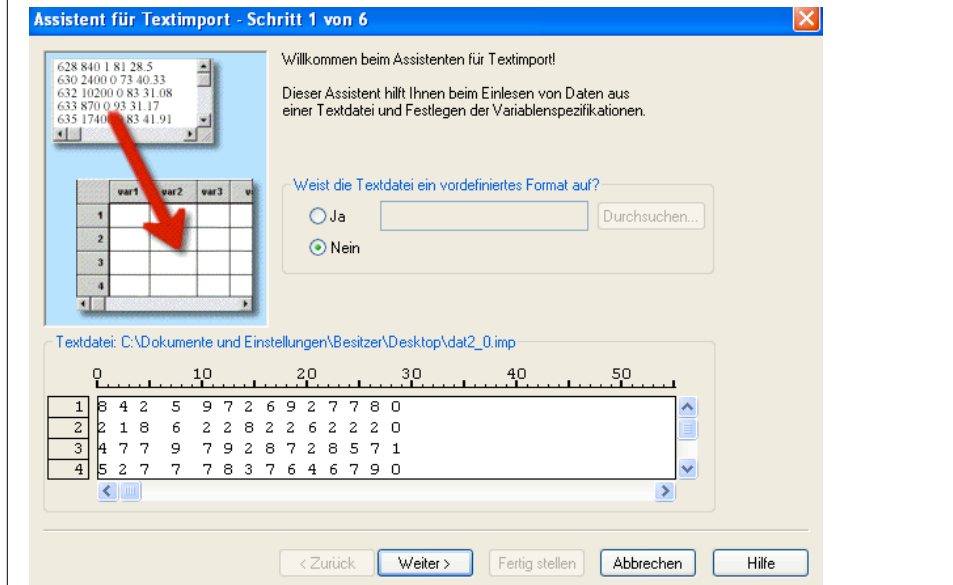 Assistent für Textimport - Schritt 1 von 6
628 840 1 81 28.5
630 2400 0 73 40.33
632 10200 0 83 31.08
633 870 0 93 31.17
635 1740 83 41.91
var1 var2 var3
1
2
3
4
Willkommen beim Assistenten für Textimport!
Dieser Assistent hilft Ihnen beim Einlesen von Daten aus
einer Textdatei und Festlegen der Variablenspezifikationen.
Weist die Textdatei ein vordefiniertes Format auf?
Ja Durchsuchen...
Nein
Textdatei: C:\Dokumente und Einstellungen\Besitzer\Desktop\dat2_0.imp
0 10 20 30 40 50
1 8 4 2 5 9 7 2 6 9 2 7 7 8 0
2 2 1 8 6 2 2 8 2 2 6 2 2 2 0
3 4 7 7 9 7 9 2 8 7 2 8 5 7 1
4 5 2 7 7 7 8 3 7 6 4 6 7 9 0
< Zurück Weiter > Fertig stellen Abbrechen Hilfe